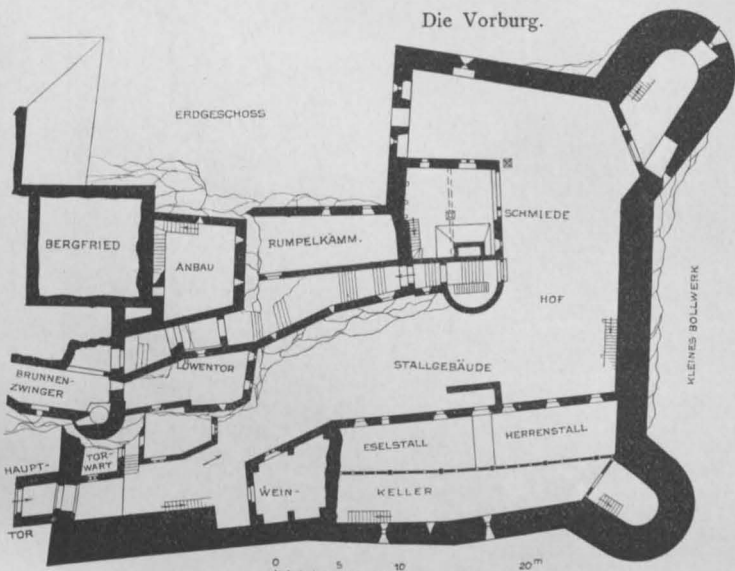 Die Vorburg.
ERDGESCHOSS
SCHMIEDE
BERGFRIED
ANBAU
RUMPELKÄMM.
HOF
KLEINES BOLLWERK
STALLGEBÄUDE
LÖWENTOR
BRUNNEN-
ZWINGER
ESELSTALL
HERRENSTALL
HAUPT-
TOR-
WART
WEIN-
KELLER
TOR
0 5 10 20m